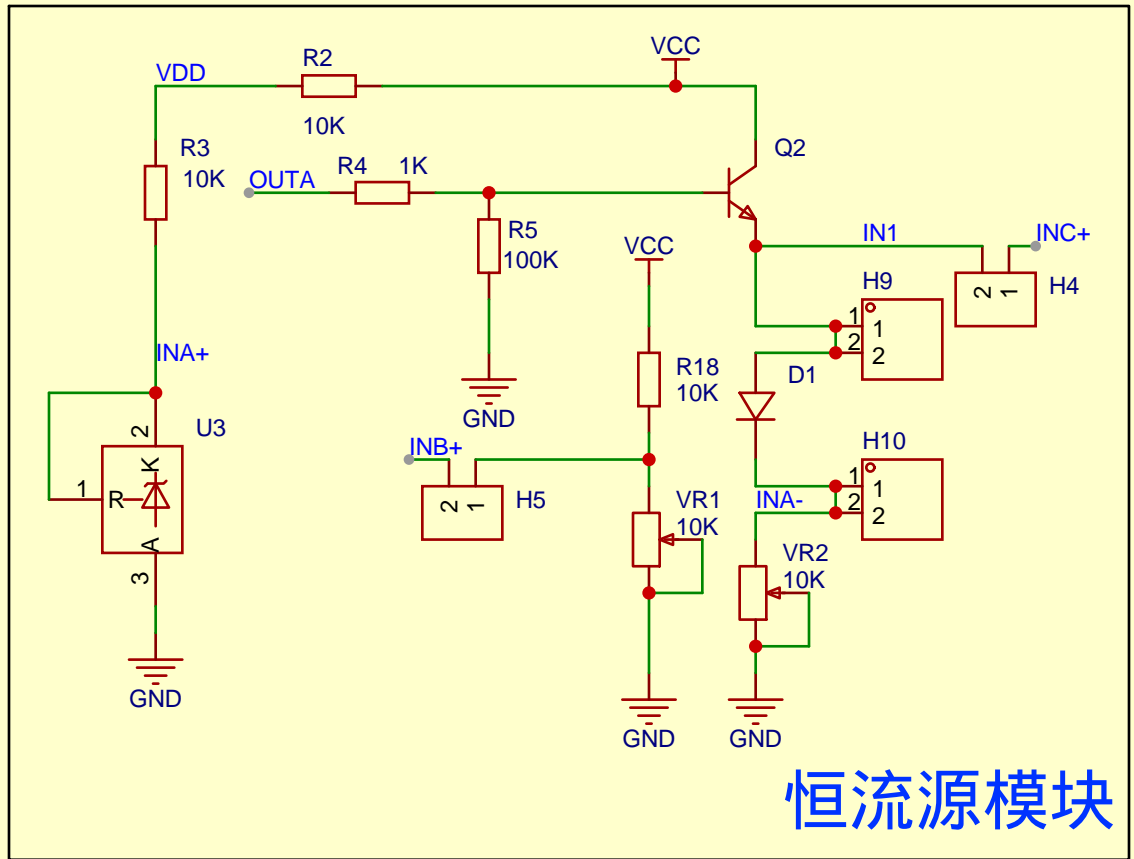 VCC
R2
VDD
10K
Q2
R3
10K
R4 1K
OUTA
R5
100K
VCC
IN1
INC+
2 1
H4
H9
1 1
2 2
INA+
R18
10K
D1
GND
2
U3
INB+
H10
1
R
K
A
3
2 1
H5
VR1
10K
INA-
1 1
2 2
VR2
10K
GND
GND
GND
恒流源模块